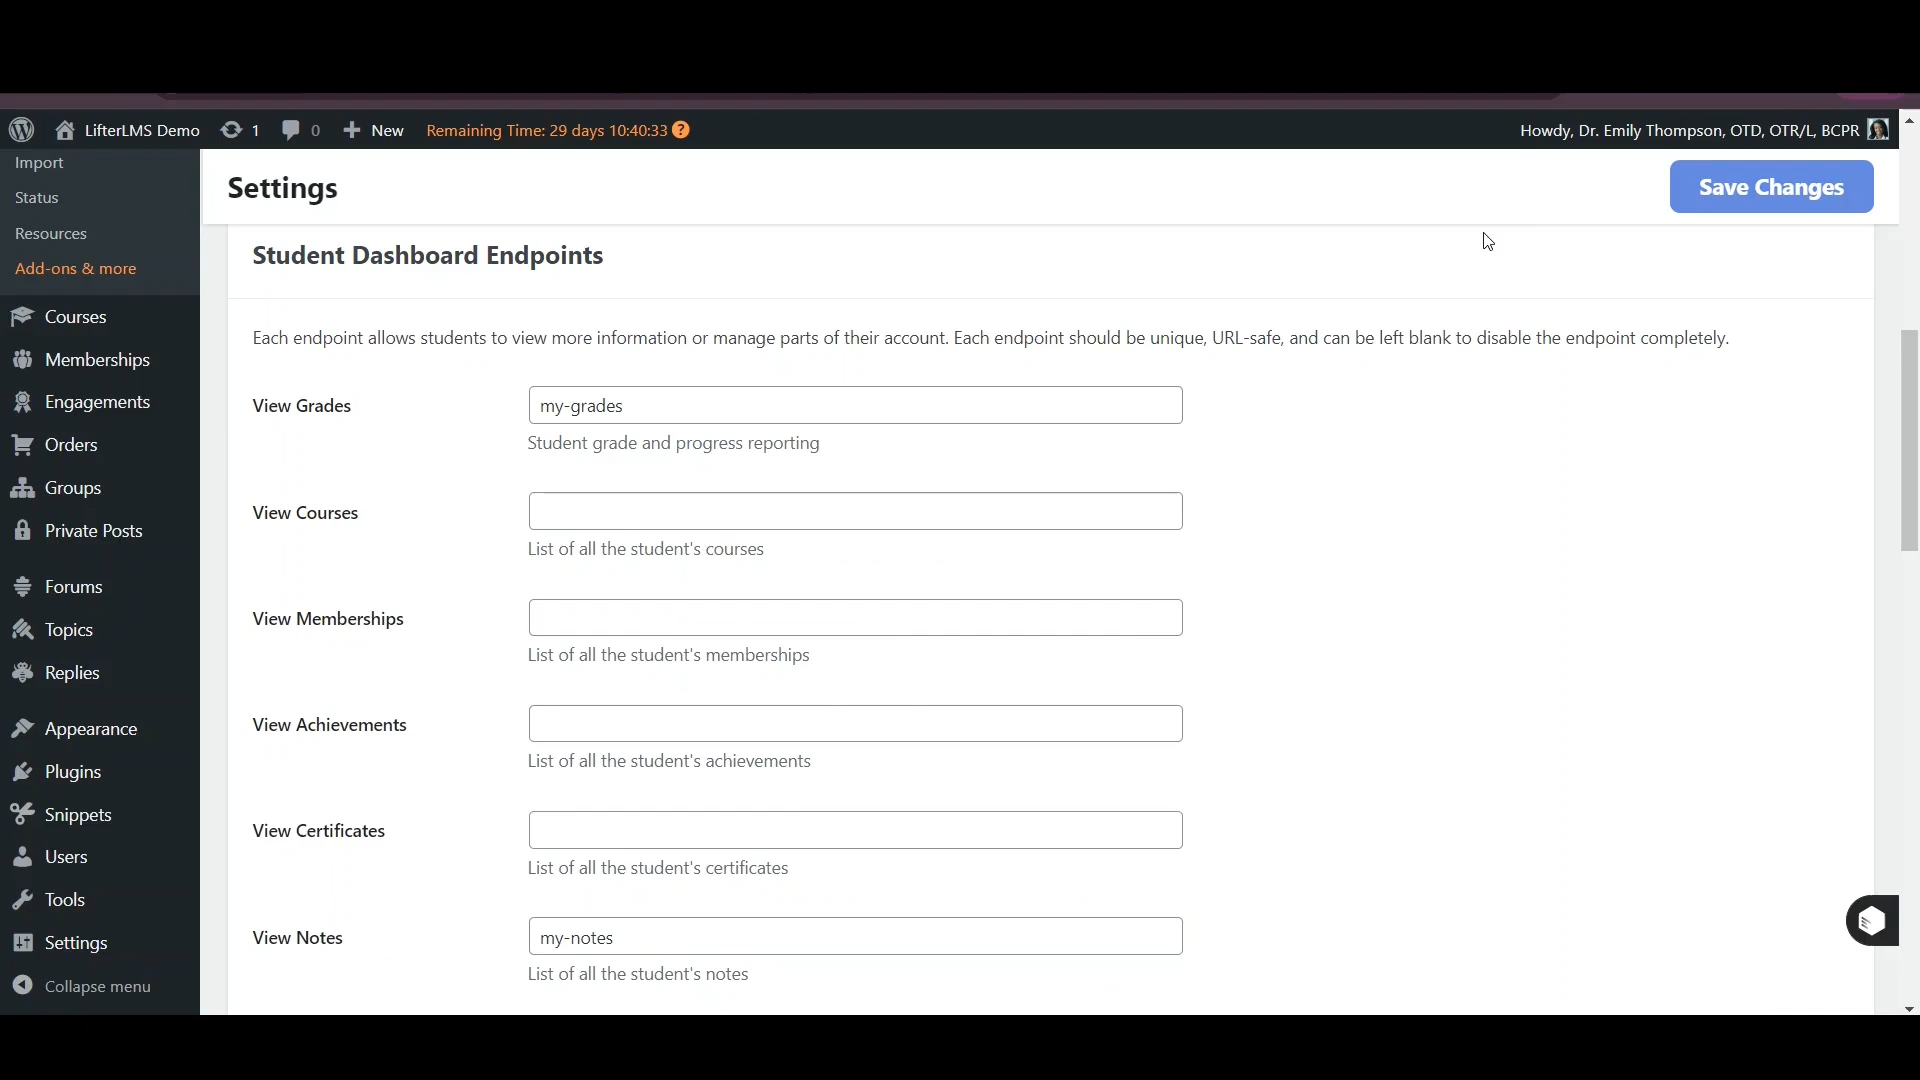 LifterLMS Demo 1 0 New Remaining Time: 29 days 10:40:33 ? Howdy, Dr. Emily Thompson, OTD, OTR/L, BCPR
Import
Status
Resources
Add-ons & more
Courses
Memberships
Engagements
Orders
Groups
Private Posts
Forums
Topics
Replies
Appearance
Plugins
Snippets
Users
Tools
Settings
Collapse menu
Settings
Save Changes
Student Dashboard Endpoints
Each endpoint allows students to view more information or manage parts of their account. Each endpoint should be unique, URL-safe, and can be left blank to disable the endpoint completely.
View Grades my-grades
Student grade and progress reporting
View Courses
List of all the student's courses
View Memberships
List of all the student's memberships
View Achievements
List of all the student's achievements
View Certificates
List of all the student's certificates
View Notes my-notes
List of all the student's notes